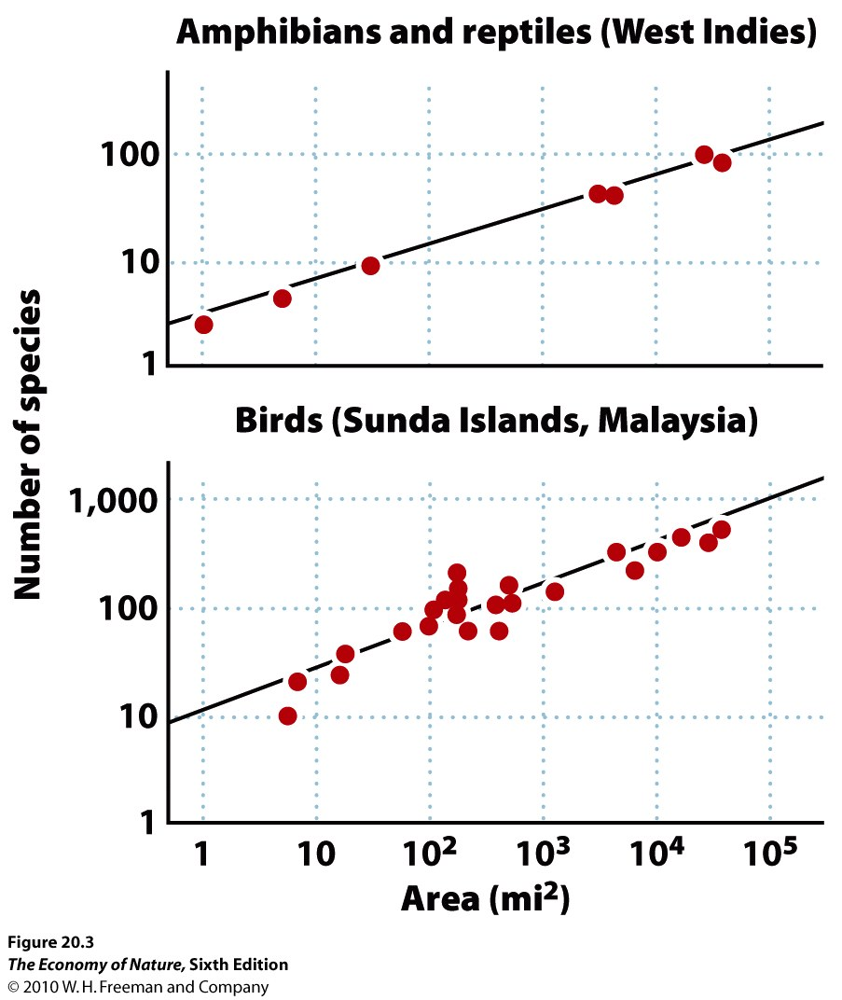 Amphibians and reptiles (West Indies)
100
10
1
Number of species
Birds (Sunda Islands, Malaysia)
1,000
100
10
1
1 10 10² 10³ 10⁴ 10⁵
Area (mi²)
Figure 20.3
The Economy of Nature, Sixth Edition
© 2010 W. H. Freeman and Company